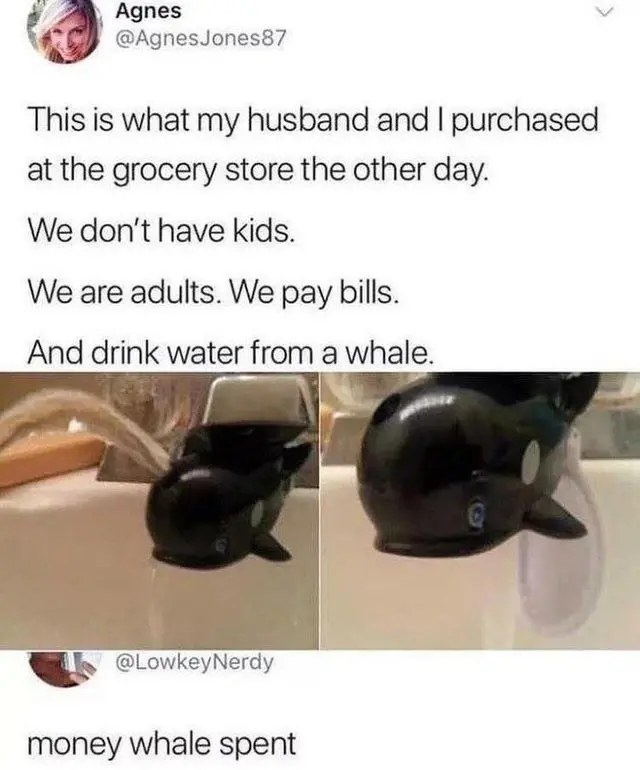 Agnes
@AgnesJones87
This is what my husband and I purchased
at the grocery store the other day.
We don't have kids.
We are adults. We pay bills.
And drink water from a whale.
@LowkeyNerdy
money whale spent